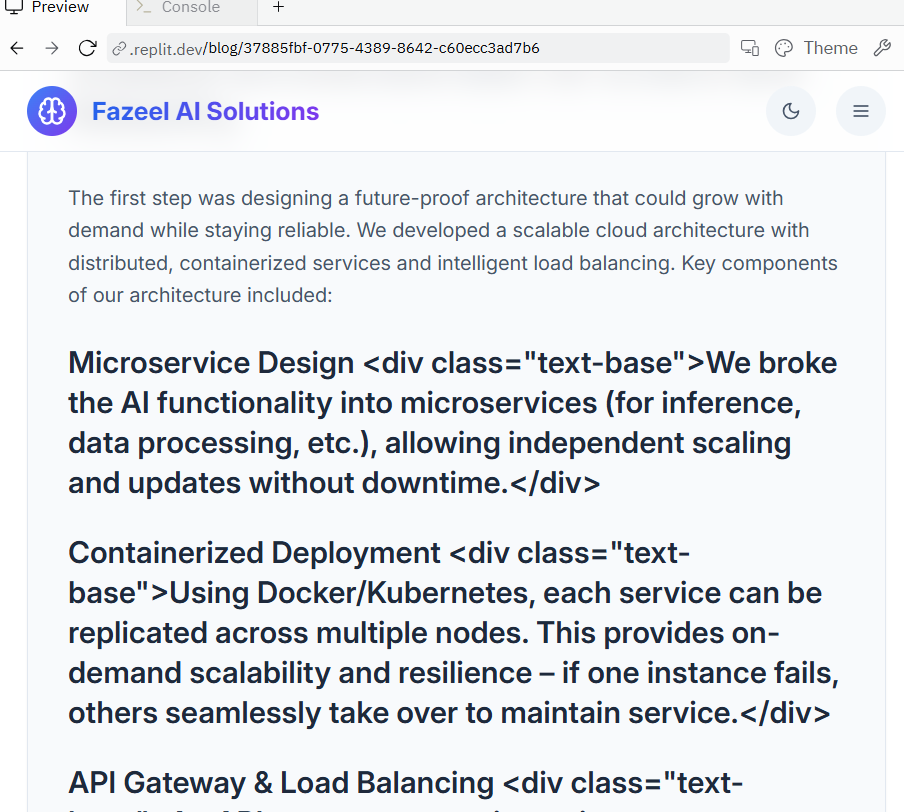 Preview
>_ Console
+
.replit.dev/blog/37885fbf-0775-4389-8642-c60ecc3ad7b6
Theme
Fazeel AI Solutions
The first step was designing a future-proof architecture that could grow with
demand while staying reliable. We developed a scalable cloud architecture with
distributed, containerized services and intelligent load balancing. Key components
of our architecture included:
Microservice Design <div class="text-base">We broke
the AI functionality into microservices (for inference,
data processing, etc.), allowing independent scaling
and updates without downtime.</div>
Containerized Deployment <div class="text-
base">Using Docker/Kubernetes, each service can be
replicated across multiple nodes. This provides on-
demand scalability and resilience – if one instance fails,
others seamlessly take over to maintain service.</div>
API Gateway & Load Balancing <div class="text-